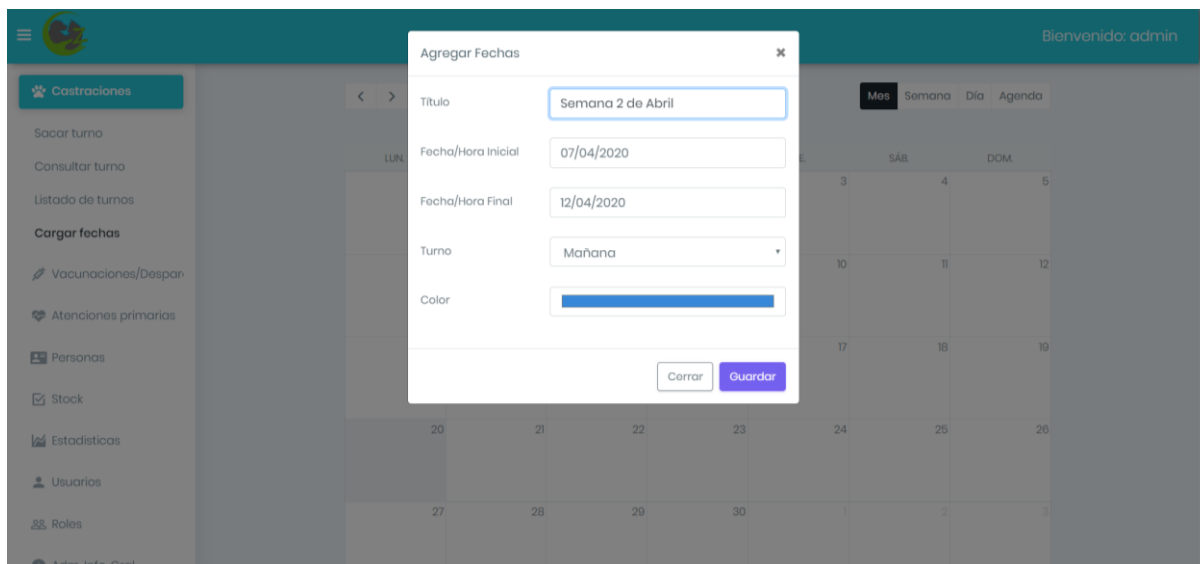 Bienvenido: admin
Castraciones
Sacar turno
Consultar turno
Listado de turnos
Cargar fechas
Vacunaciones/Despar
Atenciones primarias
Personas
Stock
Estadisticas
Usuarios
Roles
Adm. Info. Gral
Agregar Fechas
×
Título
Semana 2 de Abril
Fecha/Hora Inicial
07/04/2020
Fecha/Hora Final
12/04/2020
Turno
Mañana
Color
Cerrar
Guardar
< >
Mes Semana Día Agenda
LUN. E. SÁB. DOM.
3 4 5
10 11 12
17 18 19
20 21 22 23 24 25 26
27 28 29 30 1 2 3